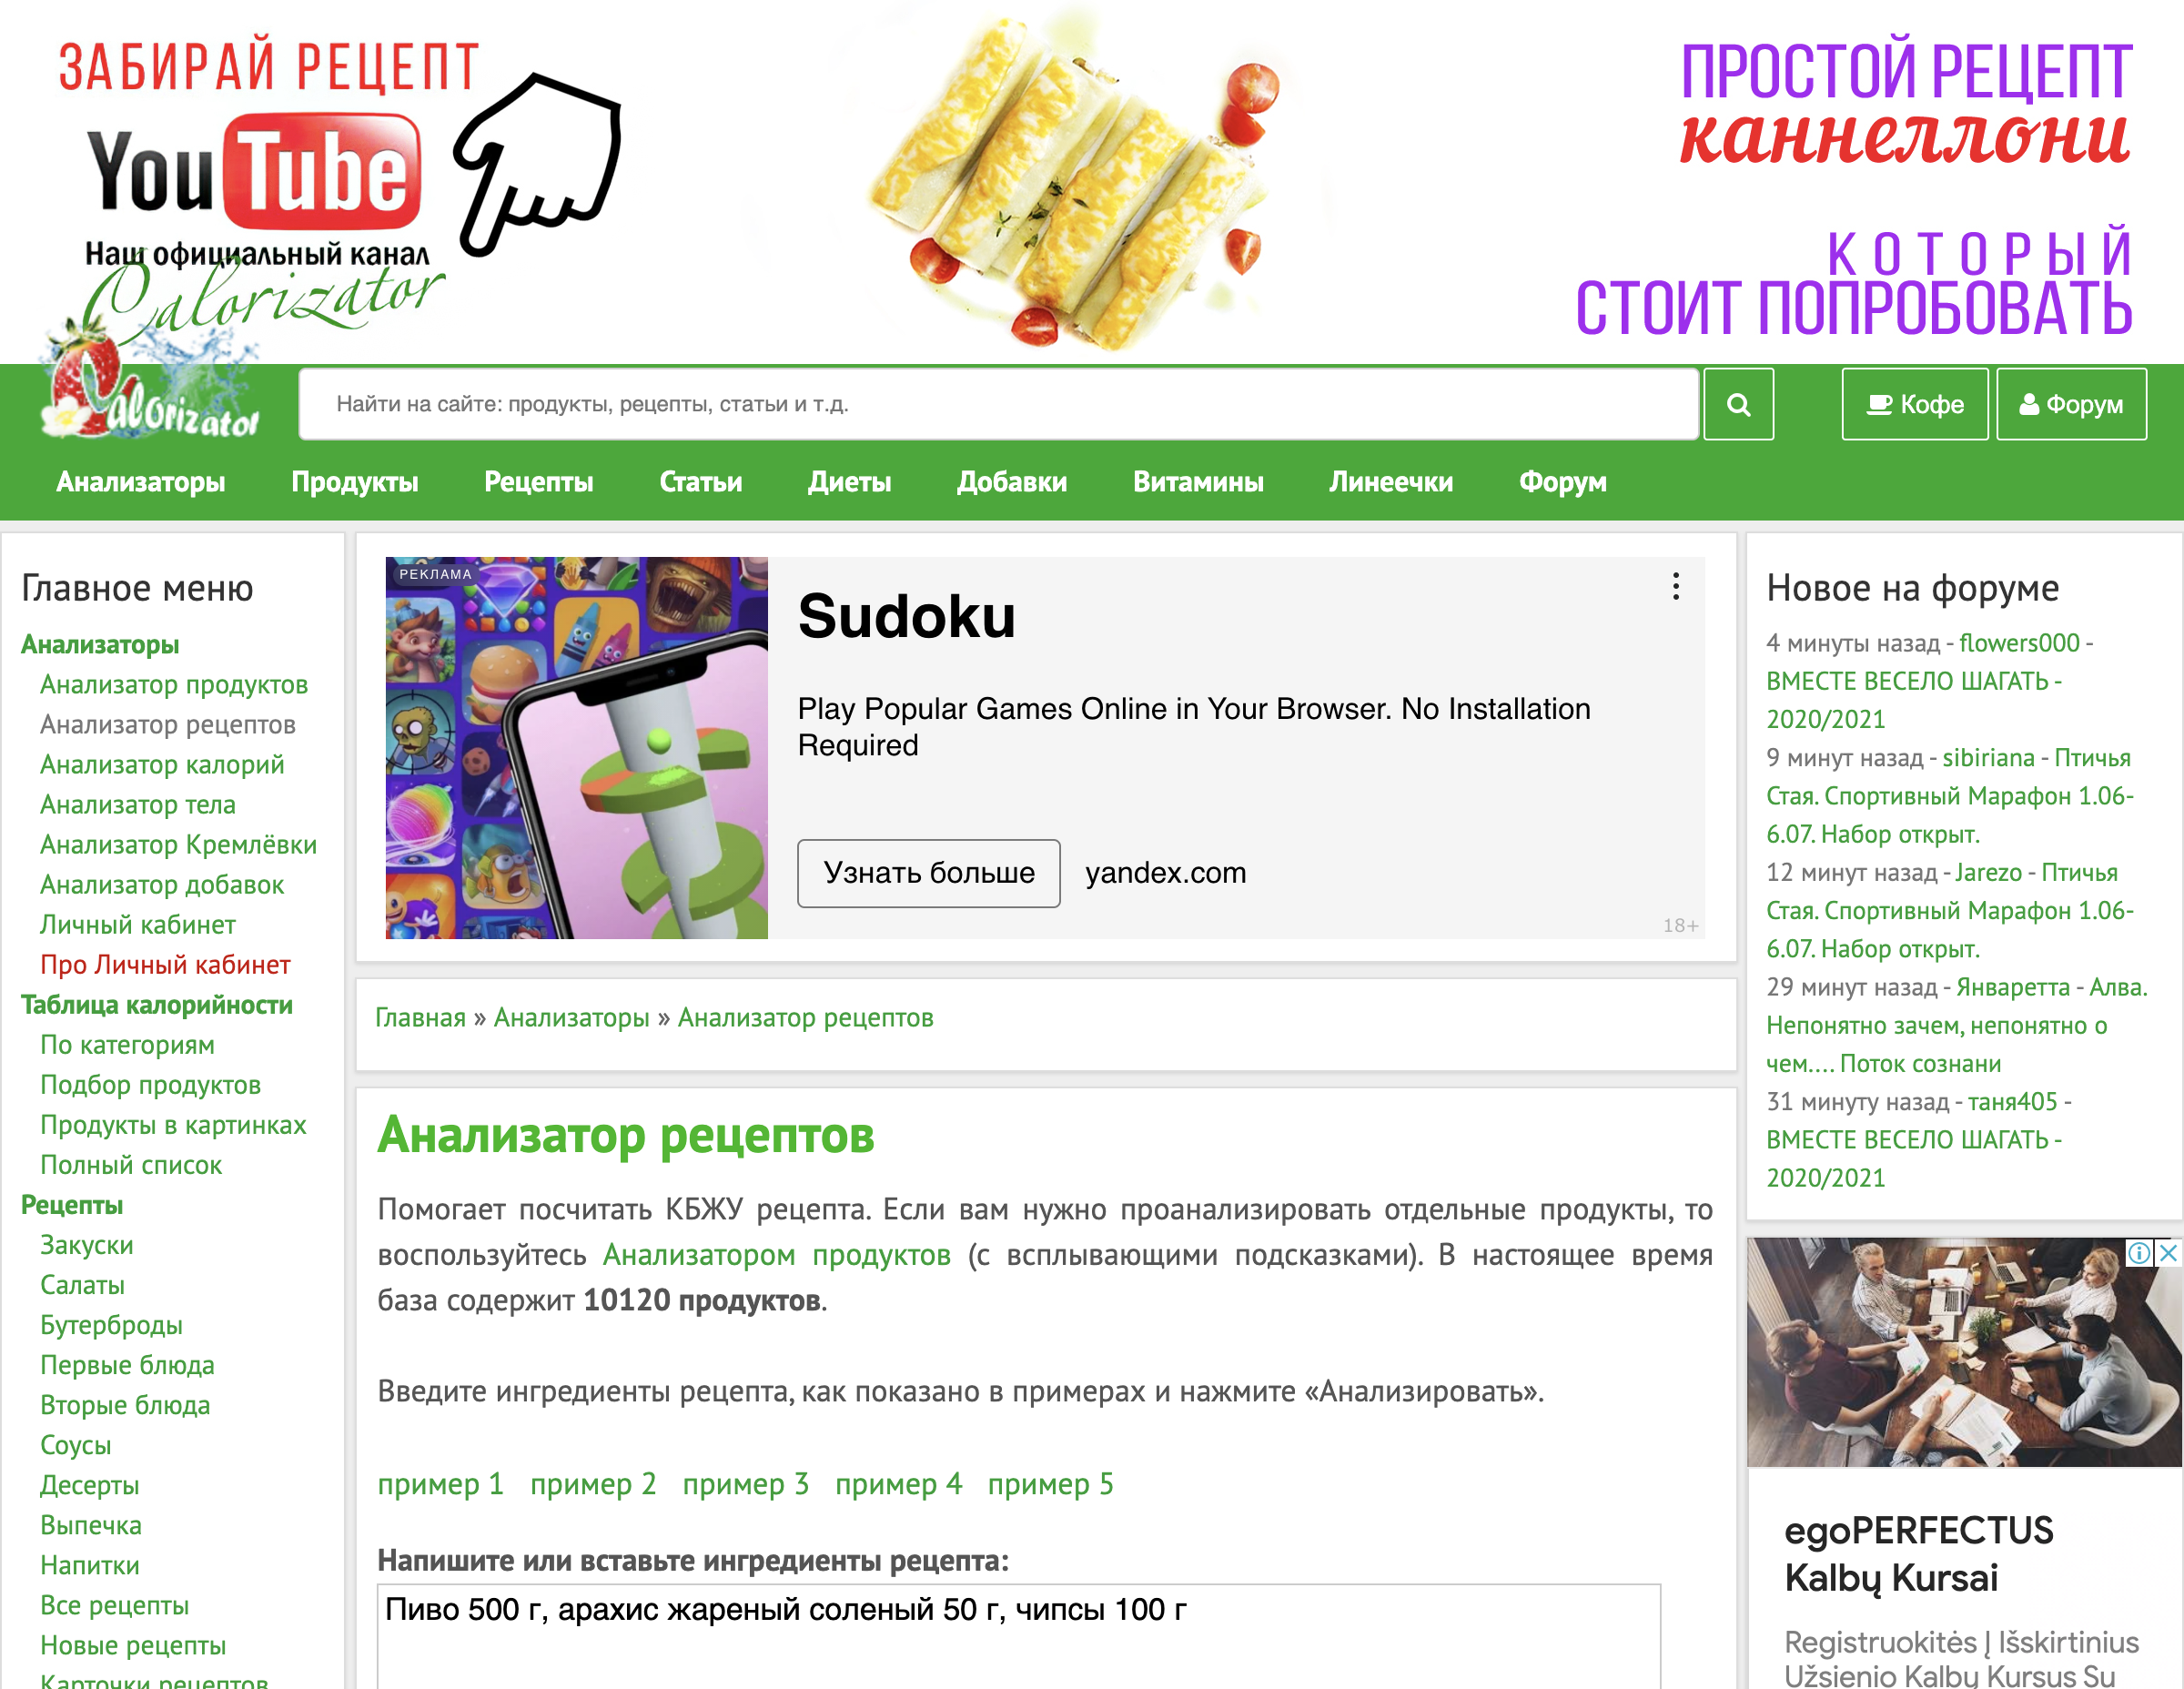 ЗАБИРАЙ РЕЦЕПТ
YouTube
Наш официальный канал
Calorizator
ПРОСТОЙ РЕЦЕПТ
каннеллони
КОТОРЫЙ
СТОИТ ПОПРОБОВАТЬ
Calorizator
Найти на сайте: продукты, рецепты, статьи и т.д.
Кофе
Форум
Анализаторы Продукты Рецепты Статьи Диеты Добавки Витамины Линеечки Форум
Главное меню
Анализаторы
Анализатор продуктов
Анализатор рецептов
Анализатор калорий
Анализатор тела
Анализатор Кремлёвки
Анализатор добавок
Личный кабинет
Про Личный кабинет
Таблица калорийности
По категориям
Подбор продуктов
Продукты в картинках
Полный список
Рецепты
Закуски
Салаты
Бутерброды
Первые блюда
Вторые блюда
Соусы
Десерты
Выпечка
Напитки
Все рецепты
Новые рецепты
Карточки рецептов
РЕКЛАМА
Sudoku
Play Popular Games Online in Your Browser. No Installation
Required
Узнать больше
yandex.com
18+
Главная » Анализаторы » Анализатор рецептов
Анализатор рецептов
Помогает посчитать КБЖУ рецепта. Если вам нужно проанализировать отдельные продукты, то
воспользуйтесь Анализатором продуктов (с всплывающими подсказками). В настоящее время
база содержит 10120 продуктов.
Введите ингредиенты рецепта, как показано в примерах и нажмите «Анализировать».
пример 1 пример 2 пример 3 пример 4 пример 5
Напишите или вставьте ингредиенты рецепта:
Пиво 500 г, арахис жареный соленый 50 г, чипсы 100 г
Новое на форуме
4 минуты назад - flowers000 -
ВМЕСТЕ ВЕСЕЛО ШАГАТЬ -
2020/2021
9 минут назад - sibiriana - Птичья
Стая. Спортивный Марафон 1.06-
6.07. Набор открыт.
12 минут назад - Jarezo - Птичья
Стая. Спортивный Марафон 1.06-
6.07. Набор открыт.
29 минут назад - Январетта - Алва.
Непонятно зачем, непонятно о
чем.... Поток сознани
31 минуту назад - таня405 -
ВМЕСТЕ ВЕСЕЛО ШАГАТЬ -
2020/2021
egoPERFECTUS
Kalbų Kursai
Registruokitės Į Išskirtinius
Užsienio Kalbų Kursus Su